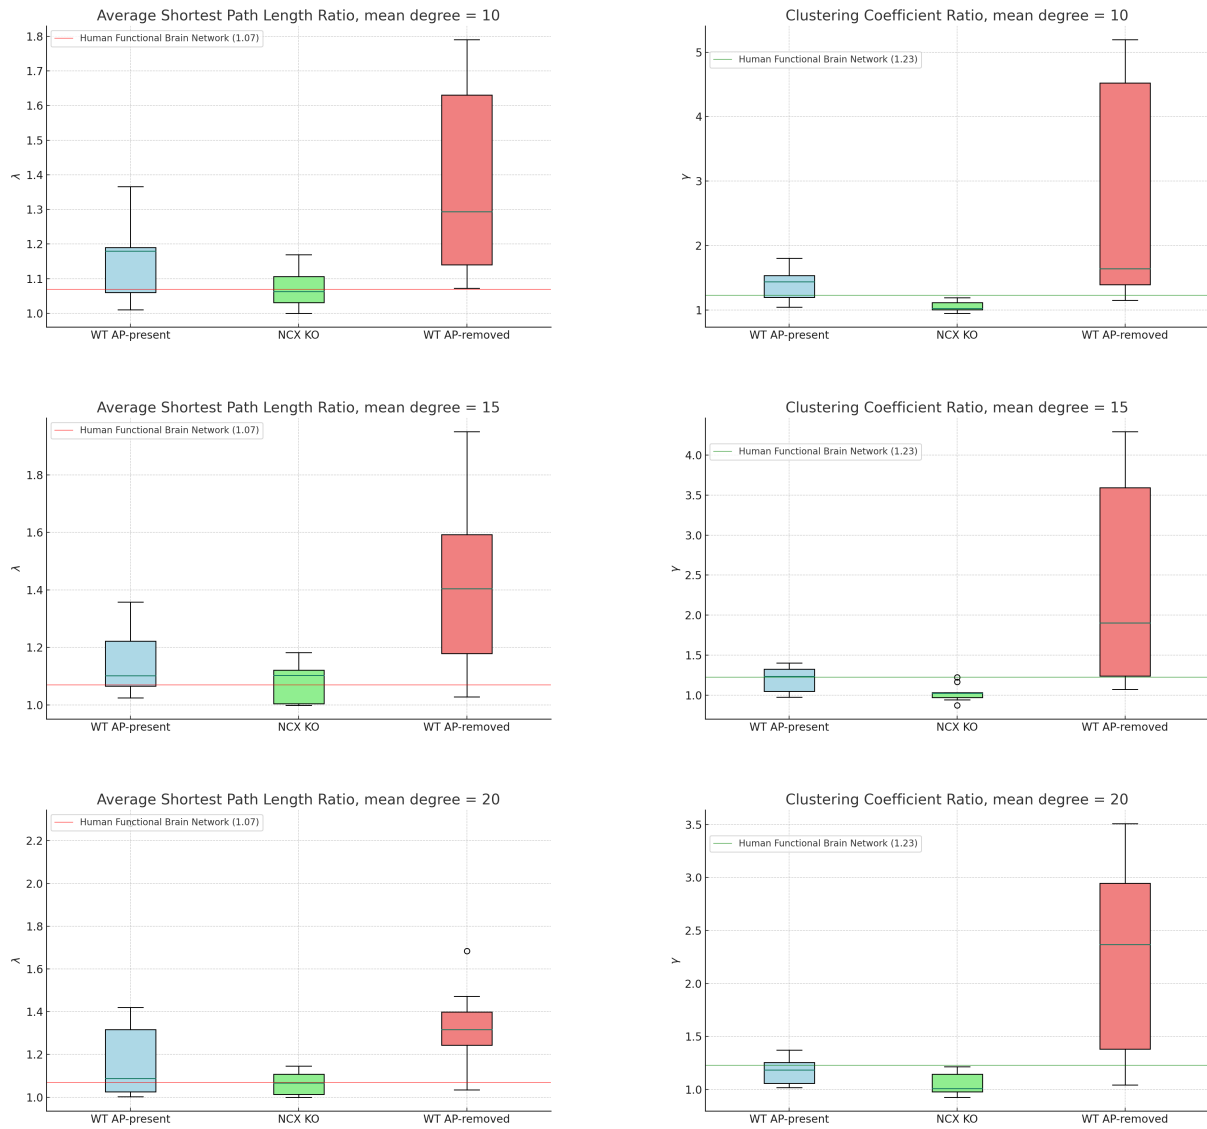 Average Shortest Path Length Ratio, mean degree = 10
Human Functional Brain Network (1.07)
1.8
1.7
1.6
1.5
1.4
1.3
1.2
1.1
1.0
λ
WT AP-present NCX KO WT AP-removed
Clustering Coefficient Ratio, mean degree = 10
Human Functional Brain Network (1.23)
5
4
3
2
1
γ
WT AP-present NCX KO WT AP-removed
Average Shortest Path Length Ratio, mean degree = 15
Human Functional Brain Network (1.07)
1.8
1.6
1.4
1.2
1.0
λ
WT AP-present NCX KO WT AP-removed
Clustering Coefficient Ratio, mean degree = 15
Human Functional Brain Network (1.23)
4.0
3.5
3.0
2.5
2.0
1.5
1.0
γ
WT AP-present NCX KO WT AP-removed
Average Shortest Path Length Ratio, mean degree = 20
Human Functional Brain Network (1.07)
2.2
2.0
1.8
1.6
1.4
1.2
1.0
λ
WT AP-present NCX KO WT AP-removed
Clustering Coefficient Ratio, mean degree = 20
Human Functional Brain Network (1.23)
3.5
3.0
2.5
2.0
1.5
1.0
γ
WT AP-present NCX KO WT AP-removed